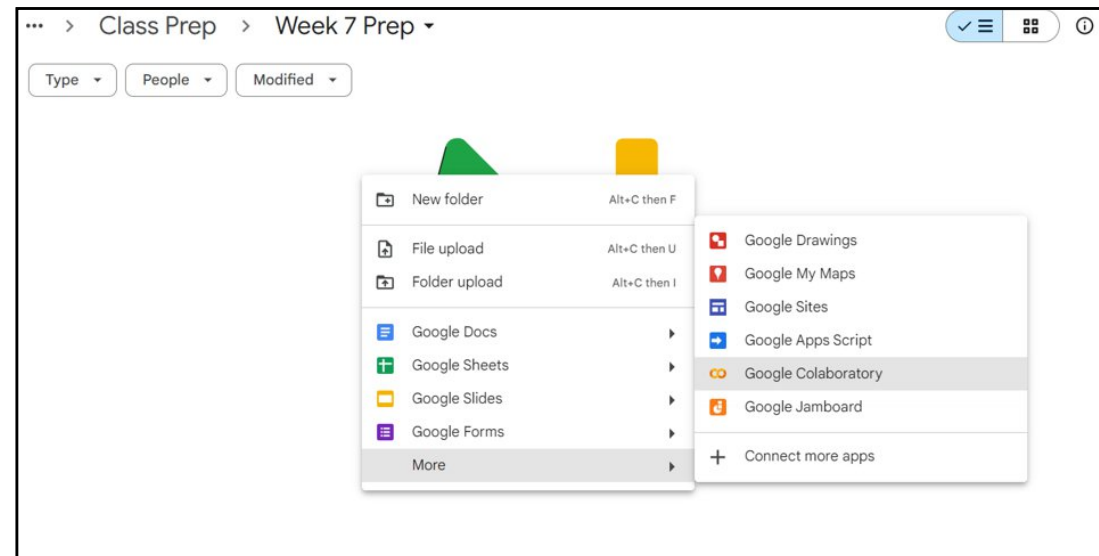 ... > Class Prep > Week 7 Prep
Type People Modified
New folder Alt+C then F
File upload Alt+C then U
Folder upload Alt+C then I
Google Docs
Google Sheets
Google Slides
Google Forms
More
Google Drawings
Google My Maps
Google Sites
Google Apps Script
Google Colaboratory
Google Jamboard
+ Connect more apps